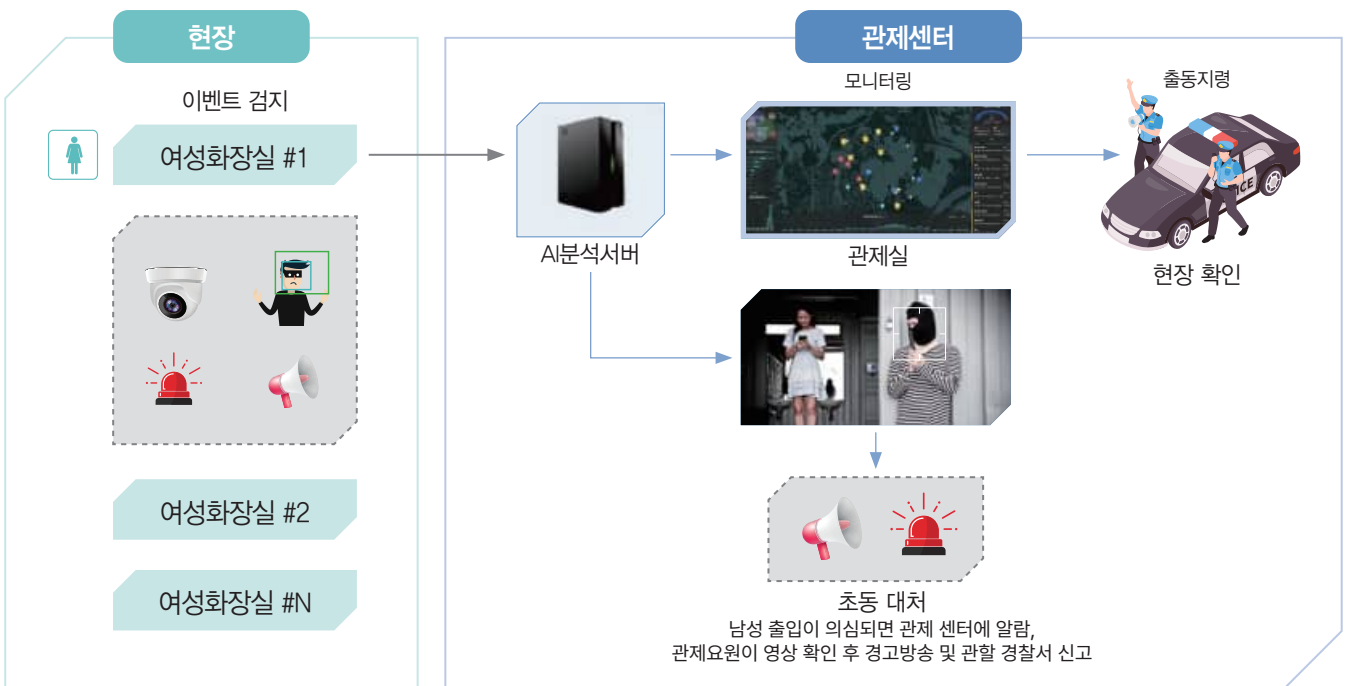 현장
이벤트 검지
여성화장실 #1
여성화장실 #2
여성화장실 #N
관제센터
AI분석서버
모니터링
관제실
출동지령
현장 확인
초동 대처
남성 출입이 의심되면 관제 센터에 알람,
관제요원이 영상 확인 후 경고방송 및 관할 경찰서 신고